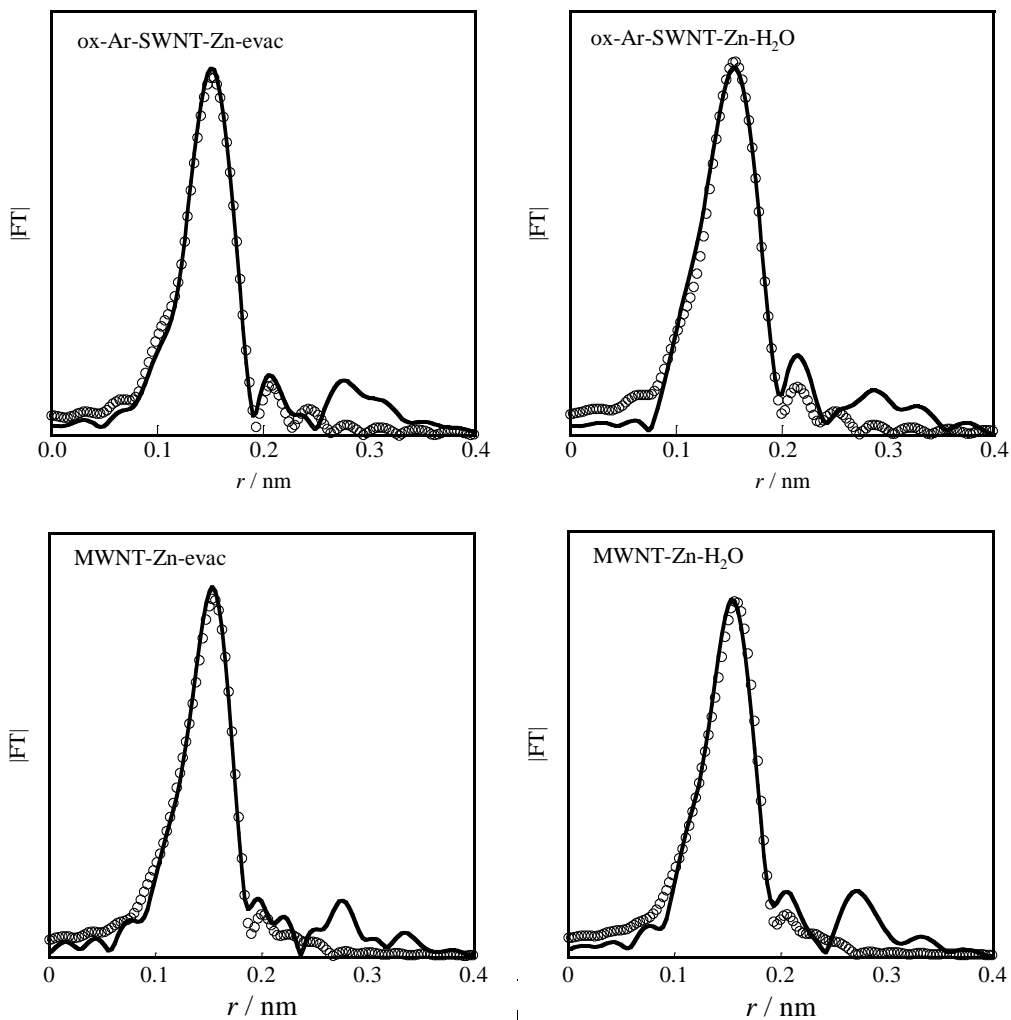 ox-Ar-SWNT-Zn-evac
|FT|
0.0 0.1 0.2 0.3 0.4
r / nm
ox-Ar-SWNT-Zn-H₂O
|FT|
0 0.1 0.2 0.3 0.4
r / nm
MWNT-Zn-evac
|FT|
0 0.1 0.2 0.3 0.4
r / nm
MWNT-Zn-H₂O
|FT|
0 0.1 0.2 0.3 0.4
r / nm